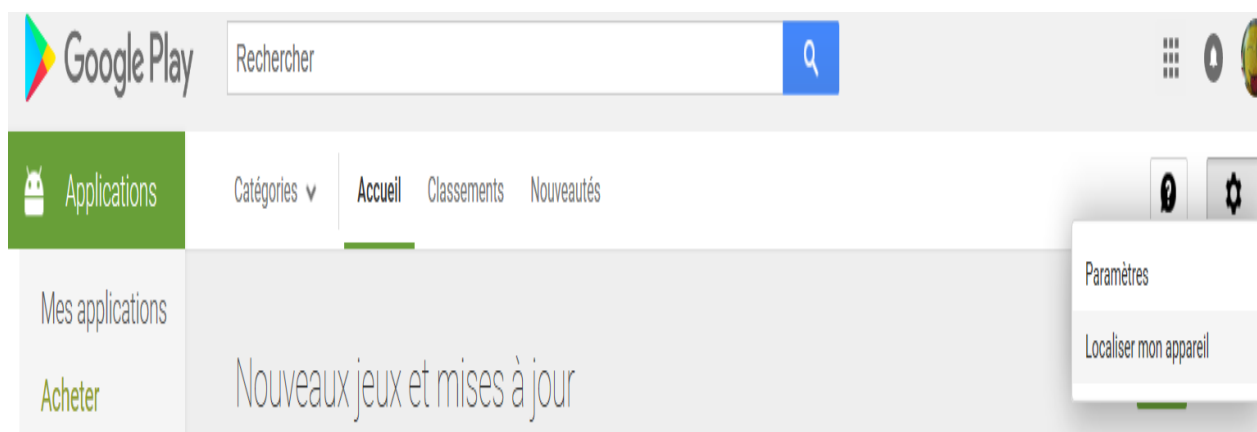 Google Play
Rechercher
Applications
Catégories
Accueil
Classements
Nouveautés
Paramètres
Mes applications
Localiser mon appareil
Acheter
Nouveaux jeux et mises à jour